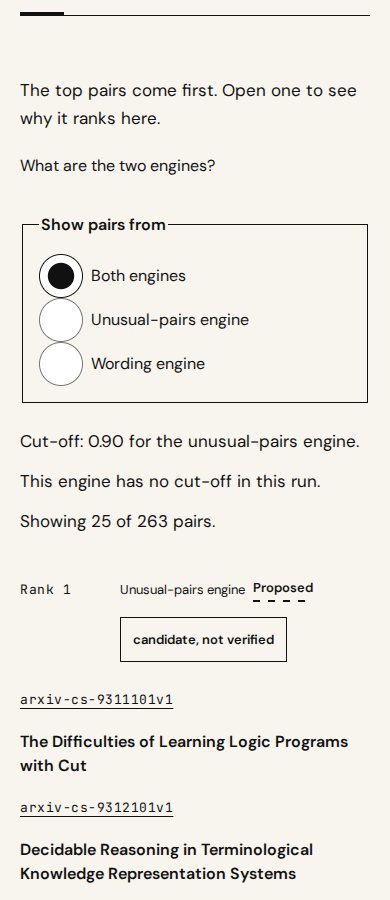 The top pairs come first. Open one to see
why it ranks here.
What are the two engines?
Show pairs from
Both engines
Unusual-pairs engine
Wording engine
Cut-off: 0.90 for the unusual-pairs engine.
This engine has no cut-off in this run.
Showing 25 of 263 pairs.
Rank 1 Unusual-pairs engine Proposed
candidate, not verified
arxiv-cs-9311101v1
The Difficulties of Learning Logic Programs
with Cut
arxiv-cs-9312101v1
Decidable Reasoning in Terminological
Knowledge Representation Systems